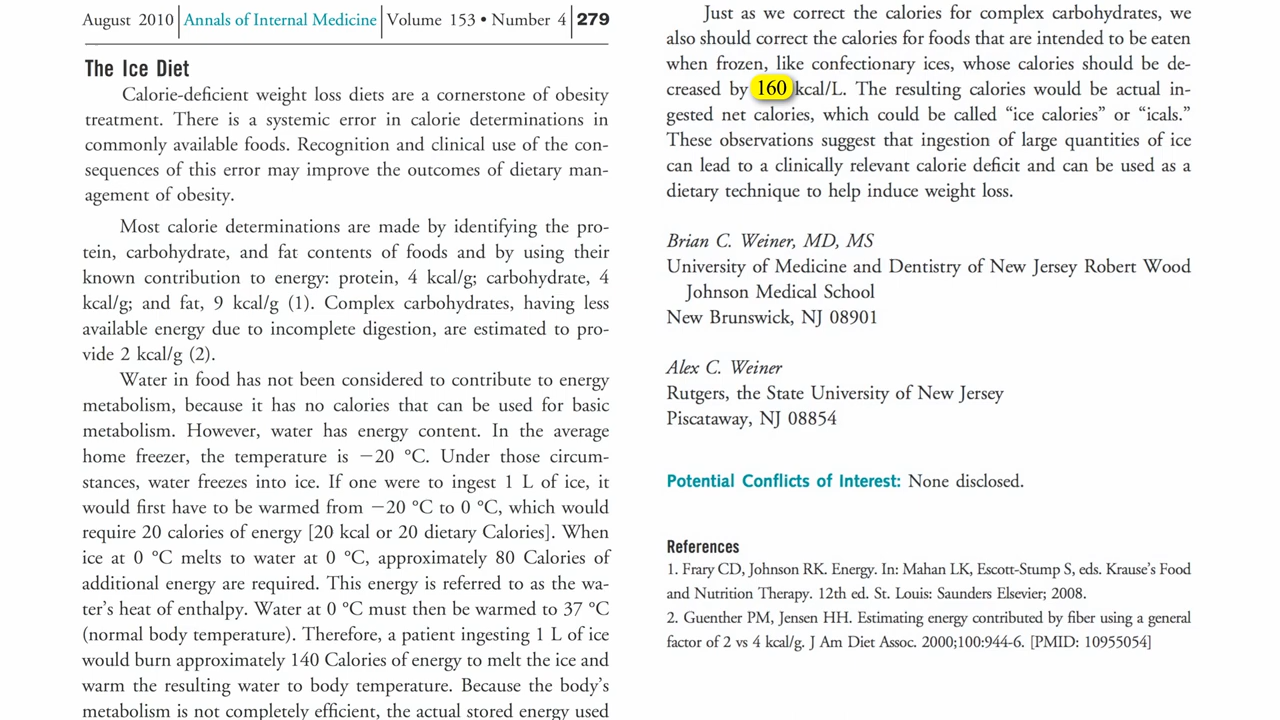 August 2010 | Annals of Internal Medicine | Volume 153 • Number 4 | 279
The Ice Diet
Calorie-deficient weight loss diets are a cornerstone of obesity
treatment. There is a systemic error in calorie determinations in
commonly available foods. Recognition and clinical use of the con-
sequences of this error may improve the outcomes of dietary man-
agement of obesity.
Most calorie determinations are made by identifying the pro-
tein, carbohydrate, and fat contents of foods and by using their
known contribution to energy: protein, 4 kcal/g; carbohydrate, 4
kcal/g; and fat, 9 kcal/g (1). Complex carbohydrates, having less
available energy due to incomplete digestion, are estimated to pro-
vide 2 kcal/g (2).
Water in food has not been considered to contribute to energy
metabolism, because it has no calories that can be used for basic
metabolism. However, water has energy content. In the average
home freezer, the temperature is −20 °C. Under those circum-
stances, water freezes into ice. If one were to ingest 1 L of ice, it
would first have to be warmed from −20 °C to 0 °C, which would
require 20 calories of energy [20 kcal or 20 dietary Calories]. When
ice at 0 °C melts to water at 0 °C, approximately 80 Calories of
additional energy are required. This energy is referred to as the wa-
ter's heat of enthalpy. Water at 0 °C must then be warmed to 37 °C
(normal body temperature). Therefore, a patient ingesting 1 L of ice
would burn approximately 140 Calories of energy to melt the ice and
warm the resulting water to body temperature. Because the body's
metabolism is not completely efficient, the actual stored energy used
Just as we correct the calories for complex carbohydrates, we
also should correct the calories for foods that are intended to be eaten
when frozen, like confectionary ices, whose calories should be de-
creased by 160 kcal/L. The resulting calories would be actual in-
gested net calories, which could be called “ice calories” or “icals.”
These observations suggest that ingestion of large quantities of ice
can lead to a clinically relevant calorie deficit and can be used as a
dietary technique to help induce weight loss.
Brian C. Weiner, MD, MS
University of Medicine and Dentistry of New Jersey Robert Wood
Johnson Medical School
New Brunswick, NJ 08901
Alex C. Weiner
Rutgers, the State University of New Jersey
Piscataway, NJ 08854
Potential Conflicts of Interest: None disclosed.
References
1. Frary CD, Johnson RK. Energy. In: Mahan LK, Escott-Stump S, eds. Krause's Food
and Nutrition Therapy. 12th ed. St. Louis: Saunders Elsevier; 2008.
2. Guenther PM, Jensen HH. Estimating energy contributed by fiber using a general
factor of 2 vs 4 kcal/g. J Am Diet Assoc. 2000;100:944-6. [PMID: 10955054]